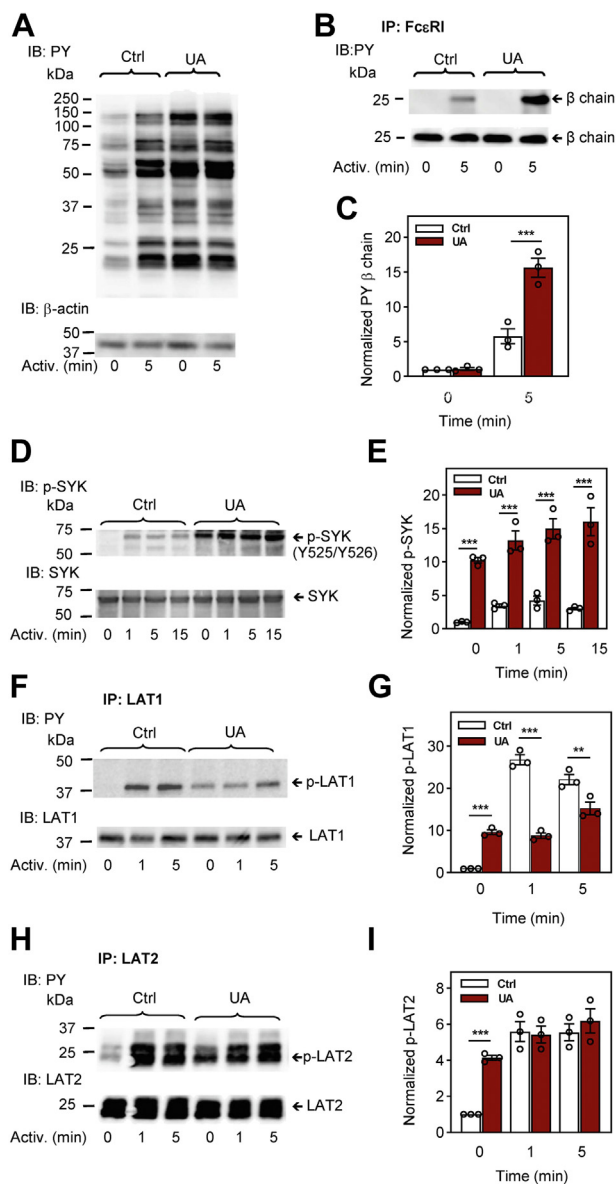 A
IB: PY
kDa
Ctrl
UA
250
150
100
75
50
37
25
IB: β-actin
50
37
Activ. (min)
0
5
0
5
B
IP: FcεRI
IB:PY
kDa
Ctrl
UA
25
β chain
25
β chain
Activ. (min)
0
5
0
5
C
Normalized PY β chain
20
15
10
5
0
Ctrl
UA
***
0
5
Time (min)
D
IB: p-SYK
kDa
Ctrl
UA
75
50
p-SYK
(Y525/Y526)
IB: SYK
75
50
SYK
Activ. (min)
0
1
5
15
0
1
5
15
E
Normalized p-SYK
20
15
10
5
0
Ctrl
UA
***
***
***
***
0
1
5
15
Time (min)
F
IP: LAT1
IB: PY
kDa
Ctrl
UA
50
37
p-LAT1
IB: LAT1
37
LAT1
Activ. (min)
0
1
5
0
1
5
G
Normalized p-LAT1
30
20
10
0
Ctrl
UA
***
***
**
0
1
5
Time (min)
H
IP: LAT2
IB: PY
kDa
Ctrl
UA
37
25
p-LAT2
IB: LAT2
25
LAT2
Activ. (min)
0
1
5
0
1
5
I
Normalized p-LAT2
8
6
4
2
0
Ctrl
UA
***
0
1
5
Time (min)